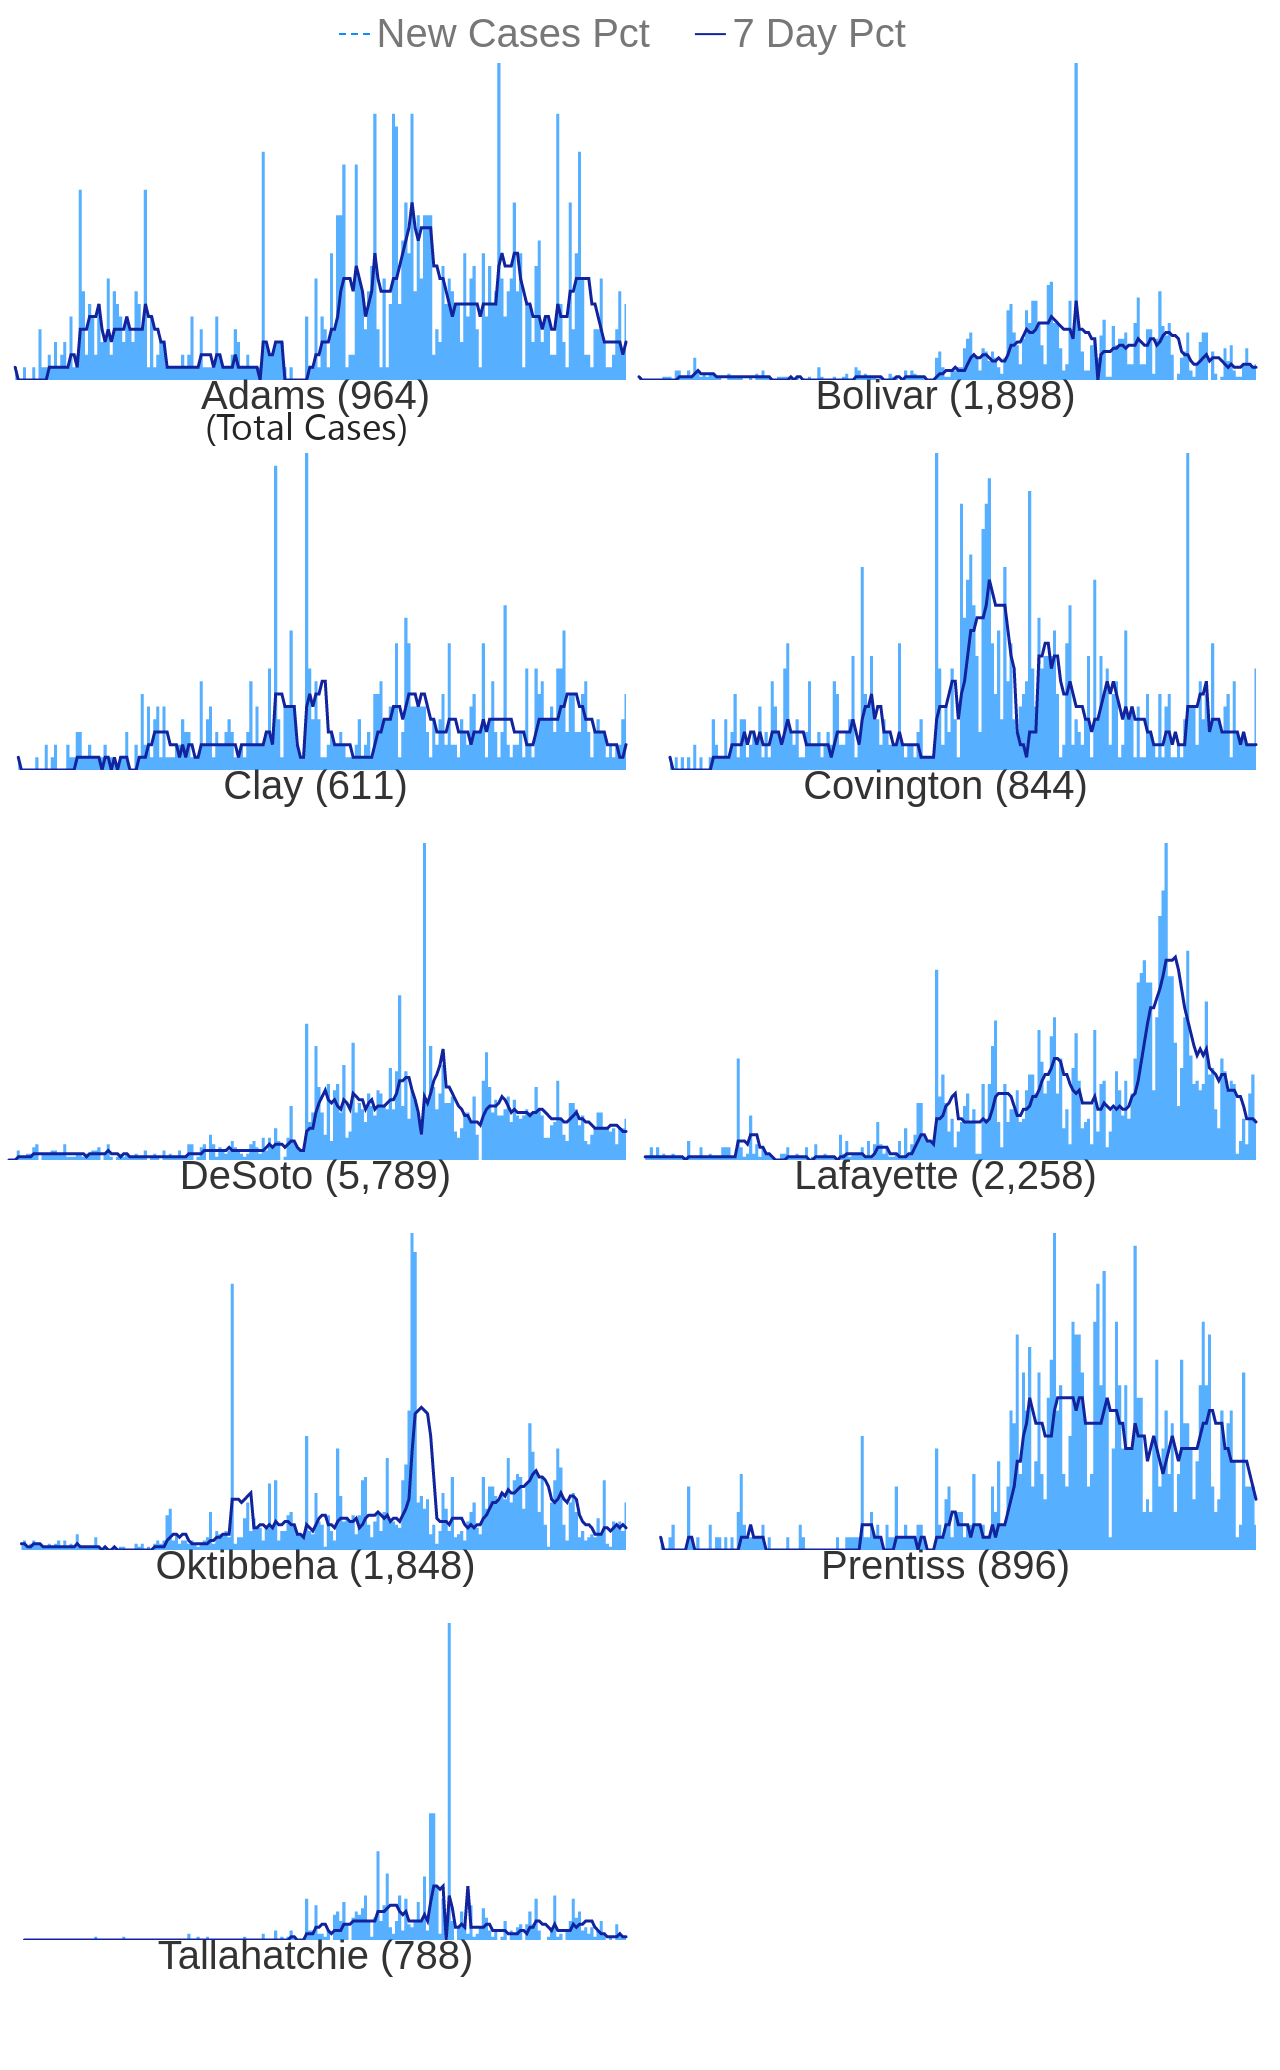 New Cases Pct 7 Day Pct
Adams (964) Bolivar (1,898)
(Total Cases)
Clay (611) Covington (844)
DeSoto (5,789) Lafayette (2,258)
Oktibbeha (1,848) Prentiss (896)
Tallahatchie (788)